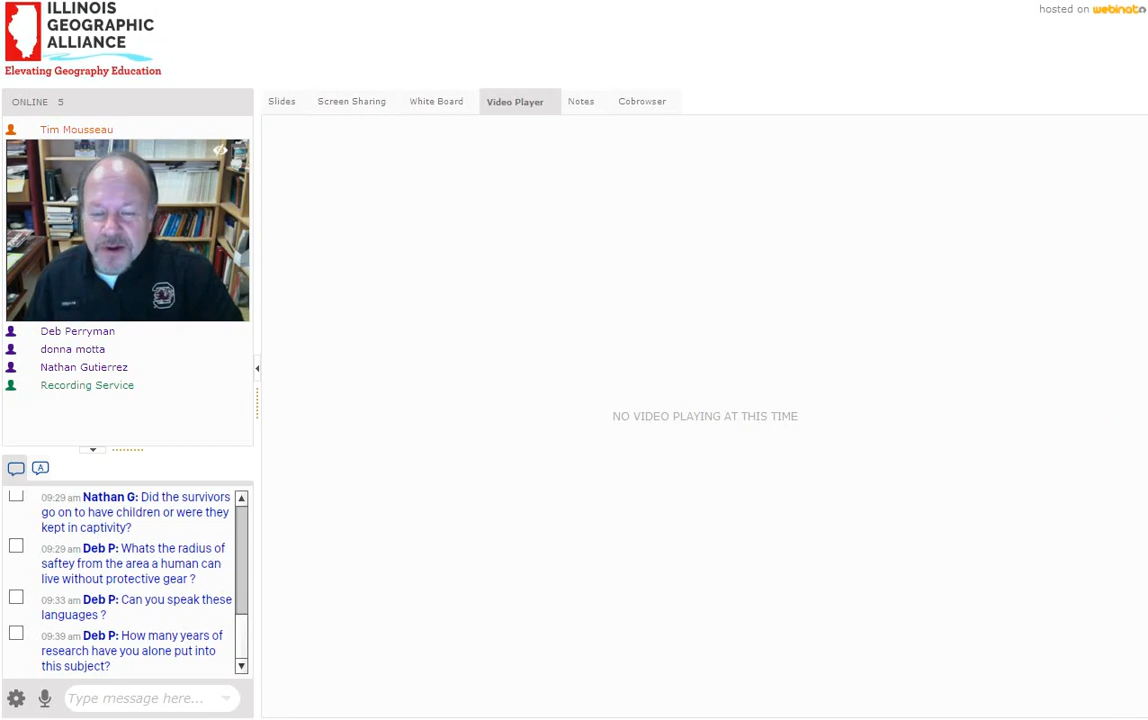 ILLINOIS
GEOGRAPHIC
ALLIANCE
Elevating Geography Education
hosted on webinato
ONLINE 5
Slides Screen Sharing White Board Video Player Notes Cobrowser
Tim Mousseau
Deb Perryman
donna motta
Nathan Gutierrez
Recording Service
NO VIDEO PLAYING AT THIS TIME
A
09:29 am Nathan G: Did the survivors
go on to have children or were they
kept in captivity?
09:29 am Deb P: Whats the radius of
saftey from the area a human can
live without protective gear ?
09:33 am Deb P: Can you speak these
languages ?
09:39 am Deb P: How many years of
research have you alone put into
this subject?
Type message here...